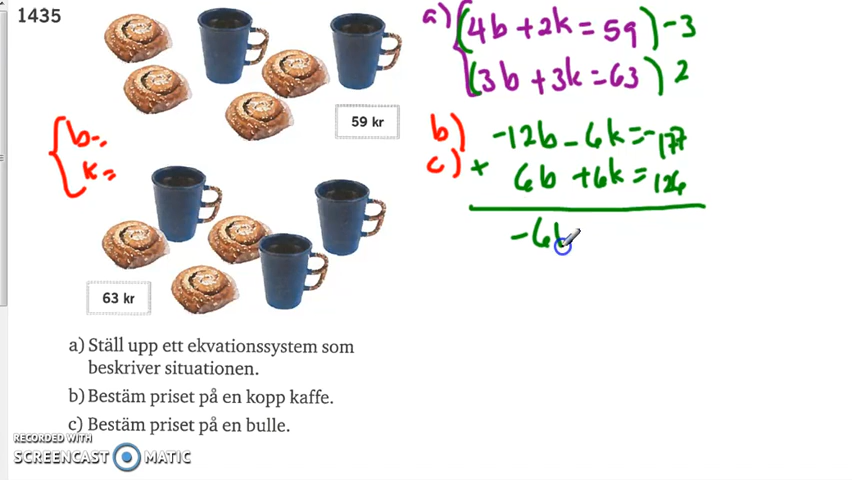 1435
59 kr
63 kr
{ b=
k=
a) Ställ upp ett ekvationssystem som
beskriver situationen.
b) Bestäm priset på en kopp kaffe.
c) Bestäm priset på en bulle.
RECORDED WITH
SCREENCAST MATIC
a) { (4b + 2k = 59) -3
(3b + 3k = 63) 2
b) -12b - 6k = -177
c) + 6b + 6k = 126
-6b